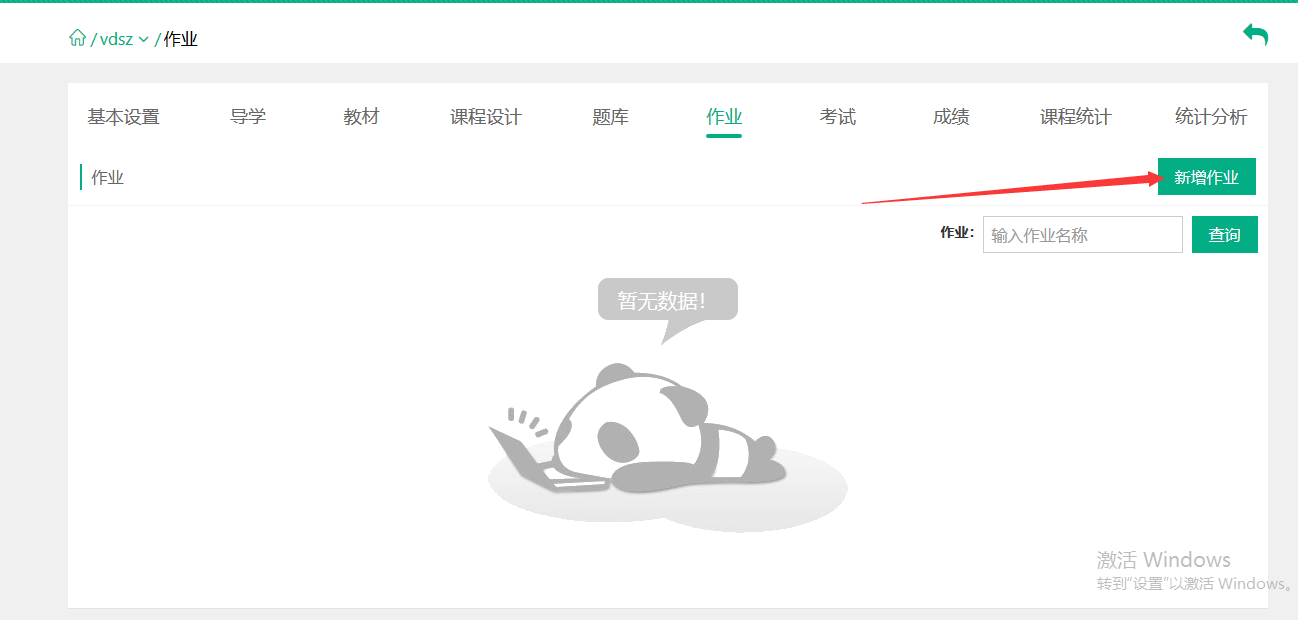 / vdsz / 作业
基本设置 导学 教材 课程设计 题库 作业 考试 成绩 课程统计 统计分析
作业 新增作业
作业: 输入作业名称 查询
暂无数据!
激活 Windows
转到"设置"以激活 Windows。